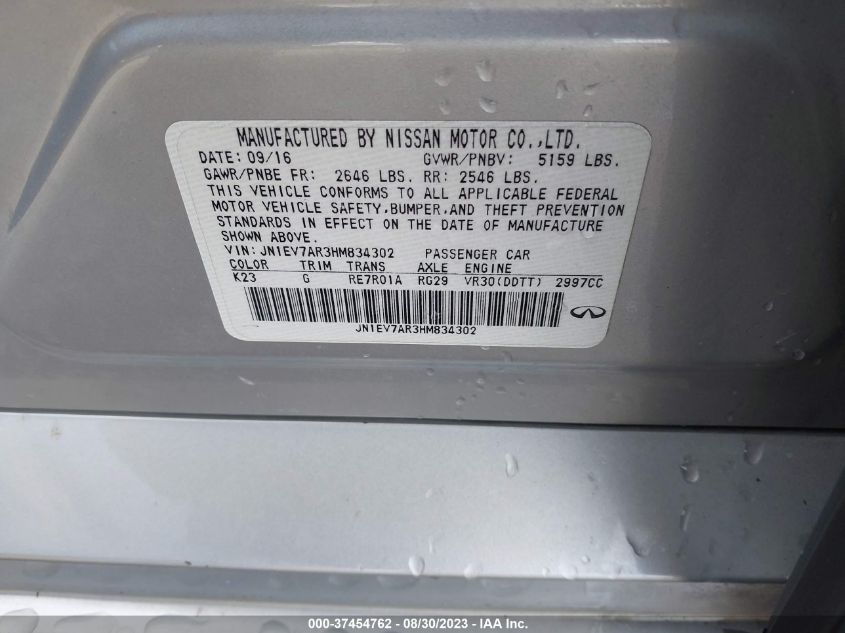 MANUFACTURED BY NISSAN MOTOR CO.,LTD.
DATE: 09/16 GVWR/PNBV: 5159 LBS.
GAWR/PNBE FR: 2646 LBS. RR: 2546 LBS.
THIS VEHICLE CONFORMS TO ALL APPLICABLE FEDERAL
MOTOR VEHICLE SAFETY,BUMPER,AND THEFT PREVENTION
STANDARDS IN EFFECT ON THE DATE OF MANUFACTURE
SHOWN ABOVE.
VIN: JN1EV7AR3HM834302 PASSENGER CAR
COLOR TRIM TRANS AXLE ENGINE
K23 G RE7R01A RG29 VR30(DDTT) 2997CC
JN1EV7AR3HM834302
000-37454762 - 08/30/2023 - IAA Inc.